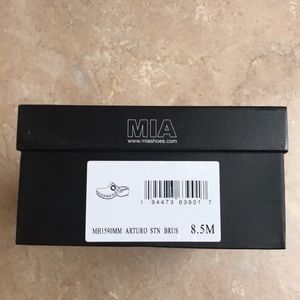 MIA
www.miashoes.com
1 94473 63901 7
MH1590MM ARTURO STN BRUS 8.5M